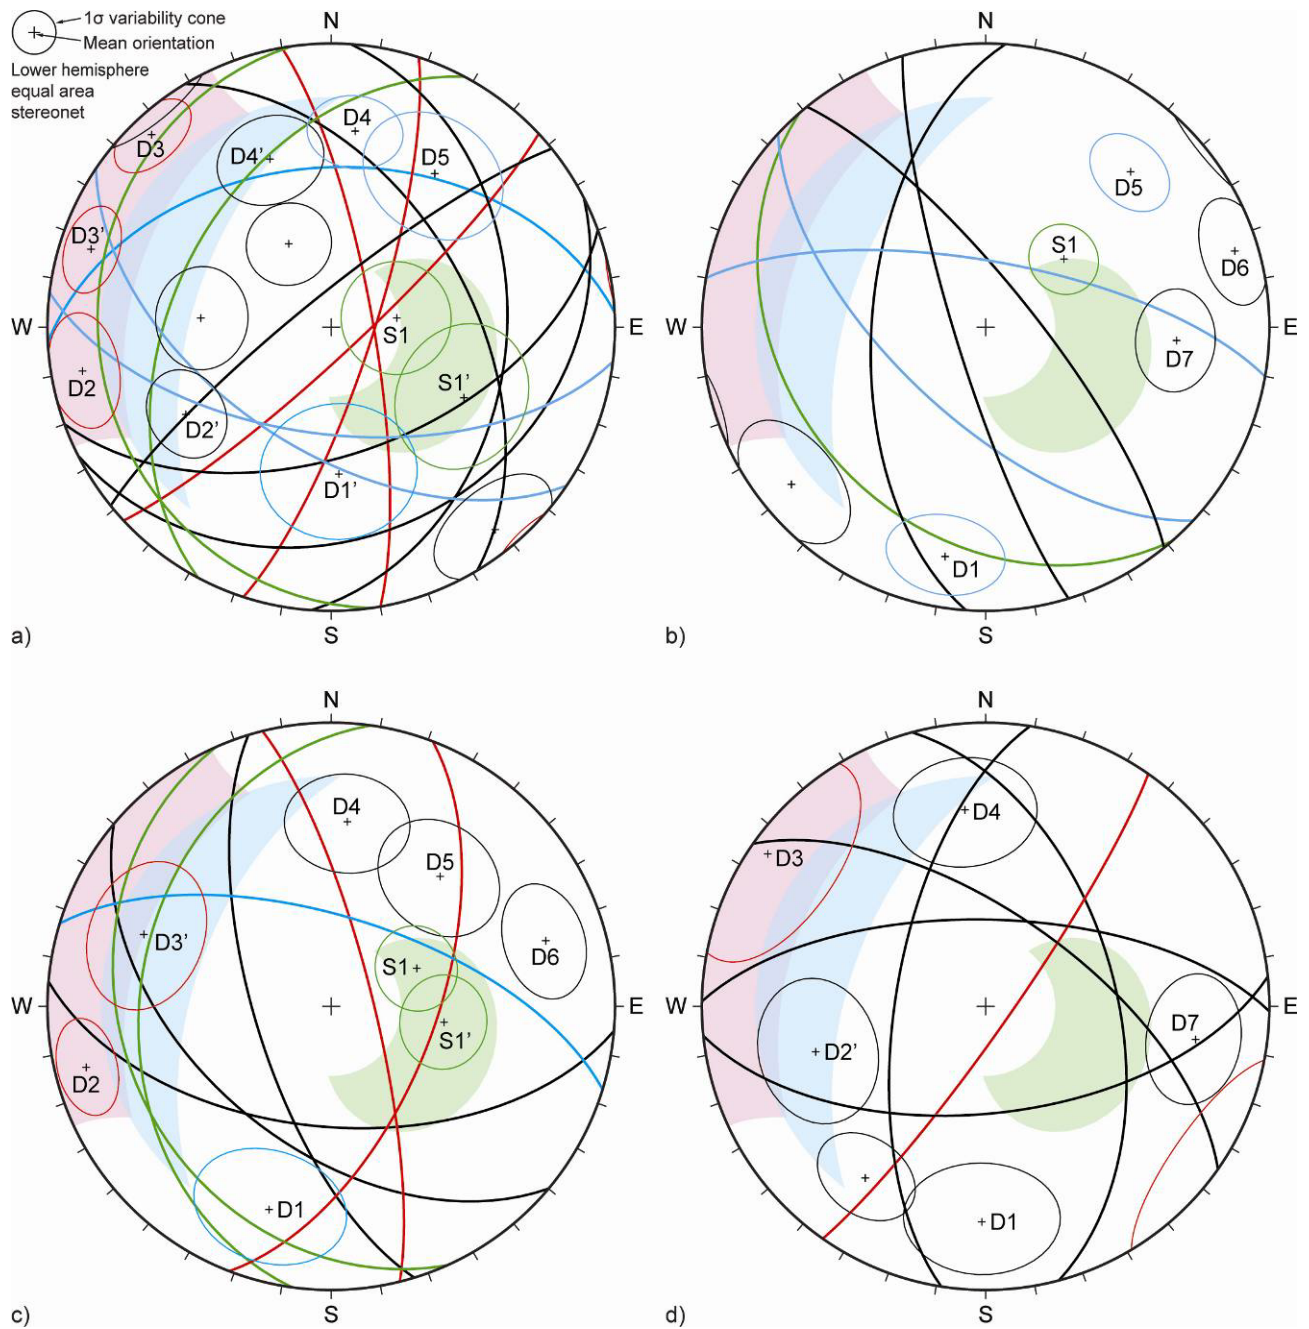 1σ variability cone
Mean orientation
Lower hemisphere
equal area
stereonet
N
D4
D3
D4'
D5
D3'
W
E
S1
D2
S1'
D2'
D1'
S
a)
N
D5
S1
D6
W
E
D7
D1
S
b)
N
D4
D5
D3'
S1
D6
W
E
S1'
D2
D1
S
c)
N
D4
D3
W
E
D7
D2'
D1
S
d)